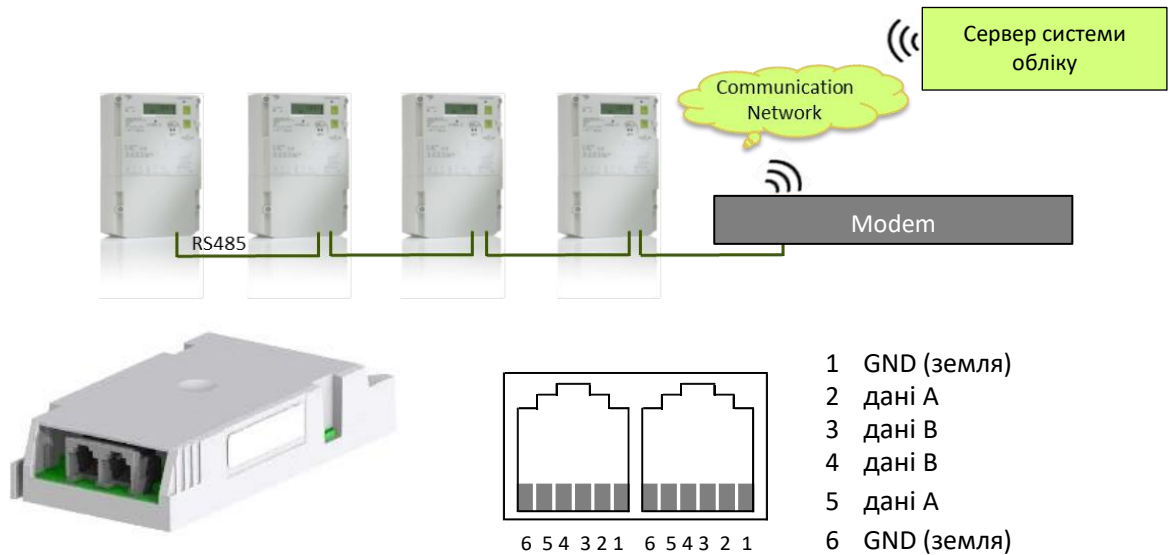 Сервер системи
обліку
Communication
Network
Modem
RS485
1 GND (земля)
2 дані A
3 дані B
4 дані B
5 дані A
6 GND (земля)
6 5 4 3 2 1 6 5 4 3 2 1